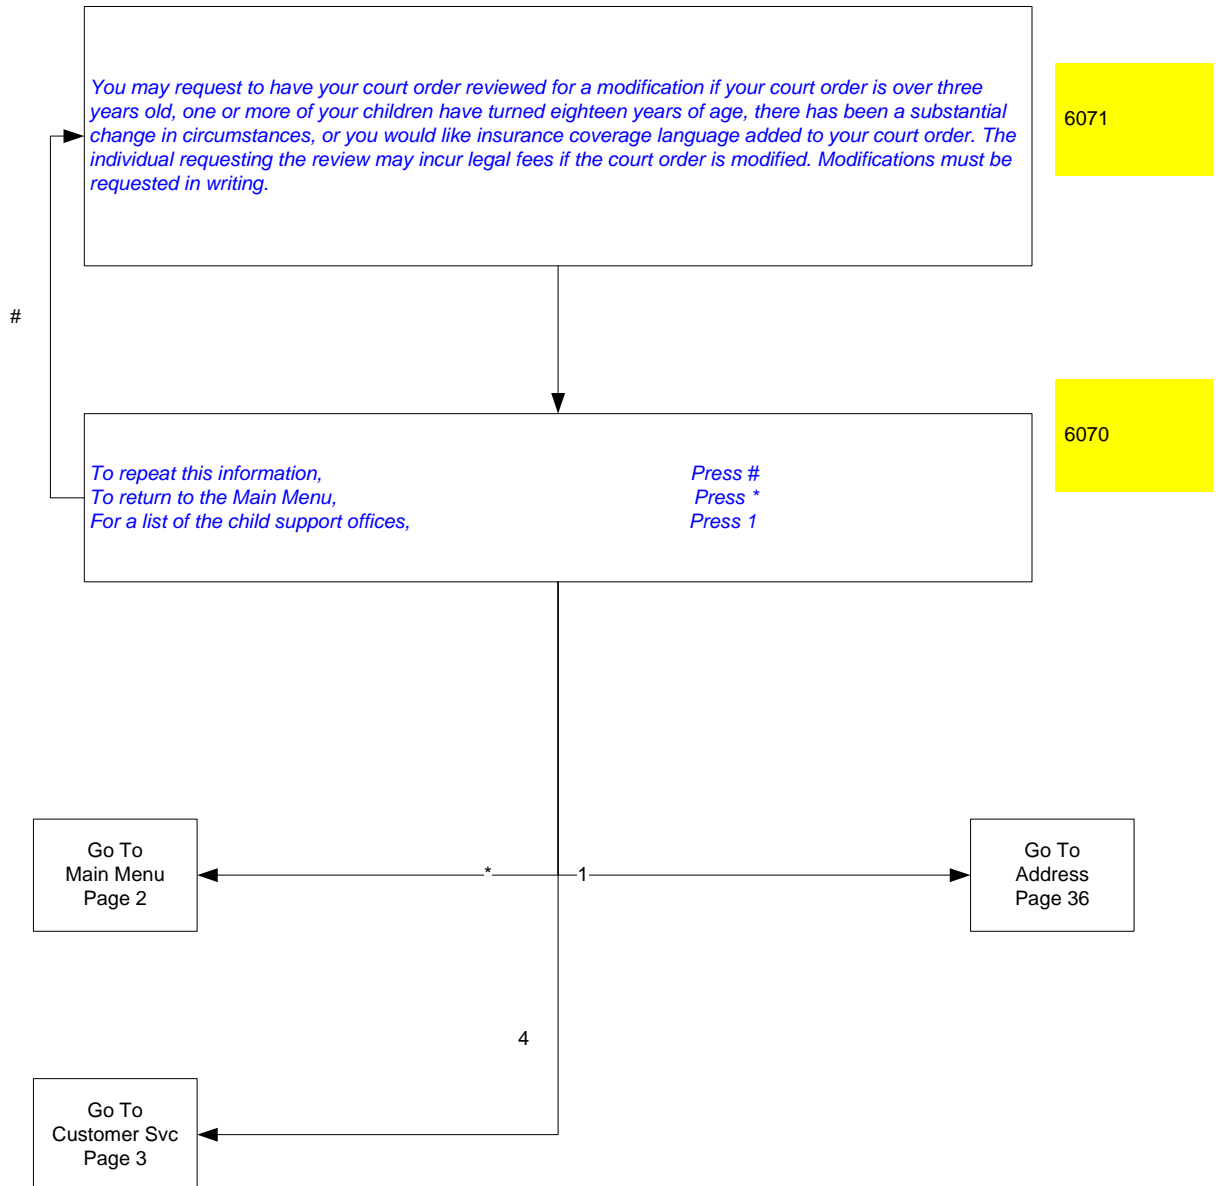 You may request to have your court order reviewed for a modification if your court order is over three
years old, one or more of your children have turned eighteen years of age, there has been a substantial
change in circumstances, or you would like insurance coverage language added to your court order. The
individual requesting the review may incur legal fees if the court order is modified. Modifications must be
requested in writing.
6071
#
6070
To repeat this information, Press #
To return to the Main Menu, Press *
For a list of the child support offices, Press 1
Go To
Main Menu
Page 2
*
1
Go To
Address
Page 36
4
Go To
Customer Svc
Page 3